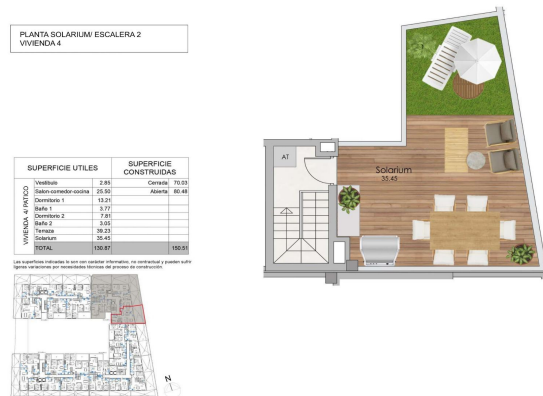 PLANTA SOLARIUM/ ESCALERA 2
VIVIENDA 4
SUPERFICIE UTILES
SUPERFICIE CONSTRUIDAS
VIVIENDA 4/ PATICO
Vestibulo 2.85 Cerrada 70.03
Salon-comedor-cocina 25.50 Abierta 80.48
Dormitorio 1 13.21
Baño 1 3.77
Dormitorio 2 7.81
Baño 2 3.05
Terraza 39.23
Solarium 35.45
TOTAL 130.87 150.51
Las superficies indicadas lo son con carácter informativo, no contractual y pueden sufrir
ligeras variaciones por necesidades técnicas del proceso de construcción.
AT
Solarium
35.45
N